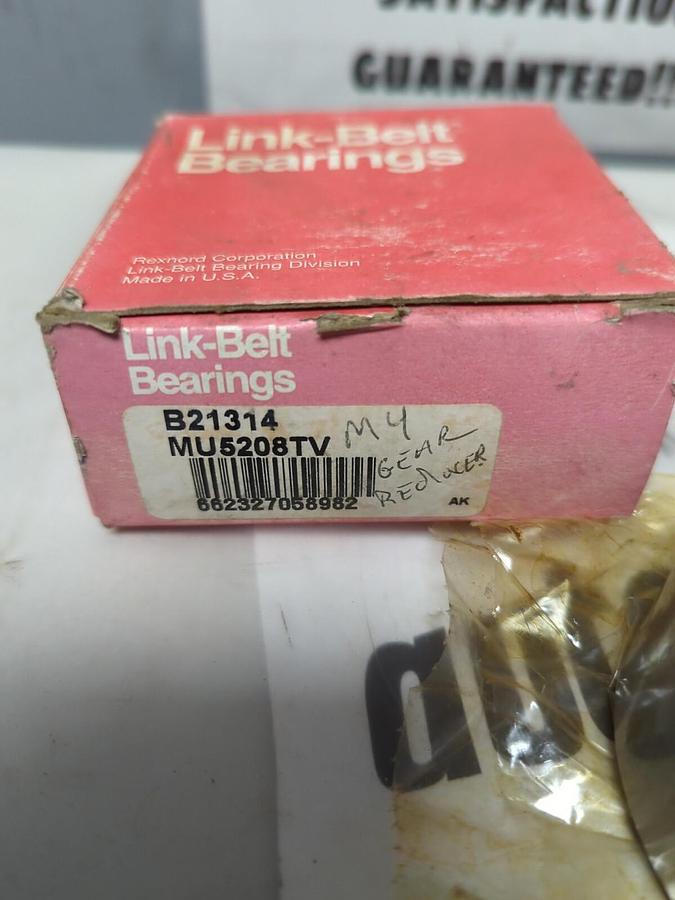 GUARANTEED!!
Link-Belt
Bearings
Rexnord Corporation
Link-Belt Bearing Division
Made in U.S.A.
Link-Belt
Bearings
B21314
MU5208TV
M4
GEAR
REDUCER
662327058982
AK